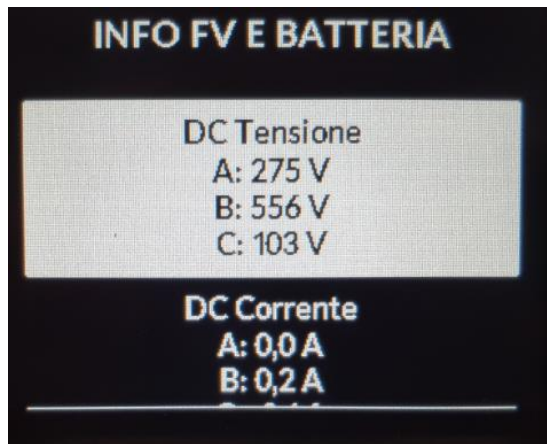 INFO FV E BATTERIA
DC Tensione
A: 275 V
B: 556 V
C: 103 V
DC Corrente
A: 0,0 A
B: 0,2 A